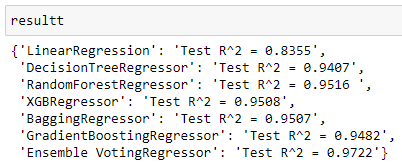 resultt
{'LinearRegression': 'Test R^2 = 0.8355',
'DecisionTreeRegressor': 'Test R^2 = 0.9407',
'RandomForestRegressor': 'Test R^2 = 0.9516 ',
'XGBRegressor': 'Test R^2 = 0.9508',
'BaggingRegressor': 'Test R^2 = 0.9507',
'GradientBoostingRegressor': 'Test R^2 = 0.9482',
'Ensemble VotingRegressor': 'Test R^2 = 0.9722'}